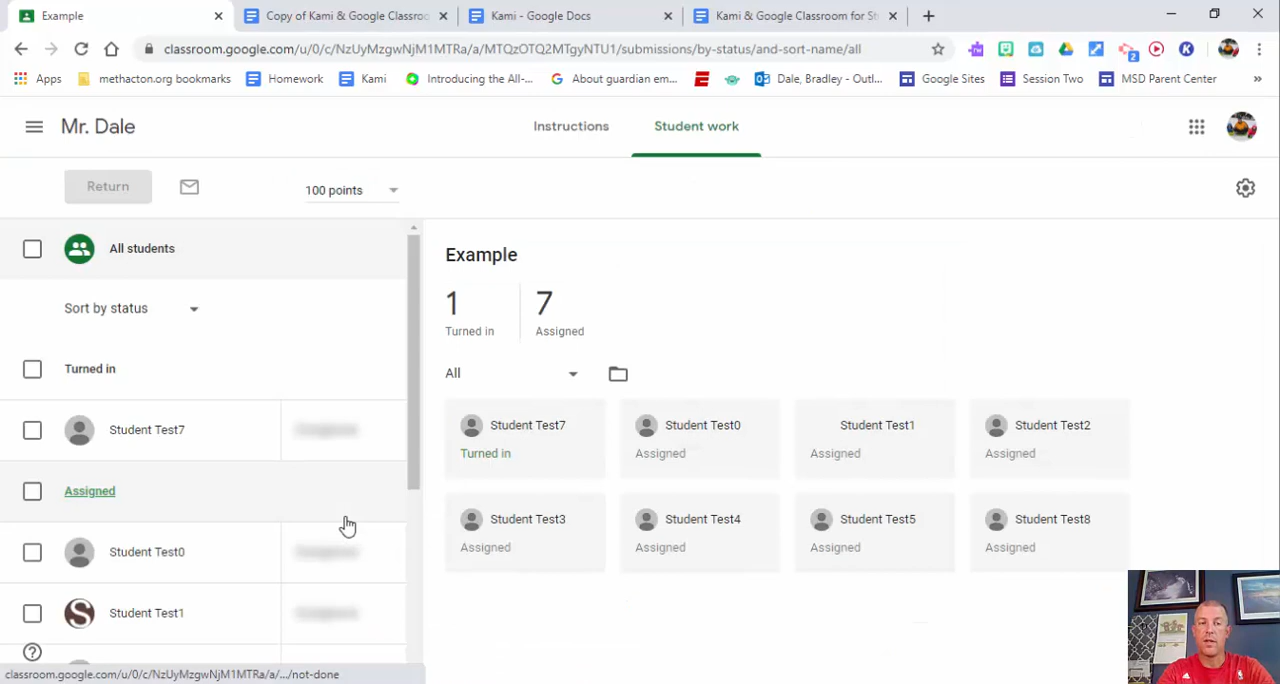 Example
Copy of Kami & Google Classroo
Kami - Google Docs
Kami & Google Classroom for St
classroom.google.com/u/0/c/NzUyMzgwNjM1MTRa/a/MTQzOTQ2MTgyNTU1/submissions/by-status/and-sort-name/all
Apps
methacton.org bookmarks
Homework
Kami
Introducing the All-...
About guardian em...
Dale, Bradley - Outl...
Google Sites
Session Two
MSD Parent Center
»
Mr. Dale
Instructions
Student work
Return
100 points
All students
Sort by status
Turned in
Student Test7
Assigned
Student Test0
Student Test1
Example
1
7
Turned in
Assigned
All
Student Test7
Turned in
Student Test0
Assigned
Student Test1
Assigned
Student Test2
Assigned
Student Test3
Assigned
Student Test4
Assigned
Student Test5
Assigned
Student Test8
Assigned
classroom.google.com/u/0/c/NzUyMzgwNjM1MTRa/a/.../not-done